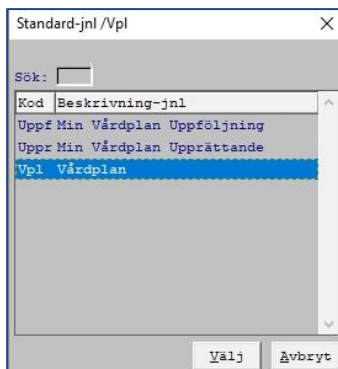 Standard-jnl /Vpl
Sök:
Kod Beskrivning-jnl
Uppf Min Vårdplan Uppföljning
Uppr Min Vårdplan Upprättande
Vpl Vårdplan
Välj Avbryt